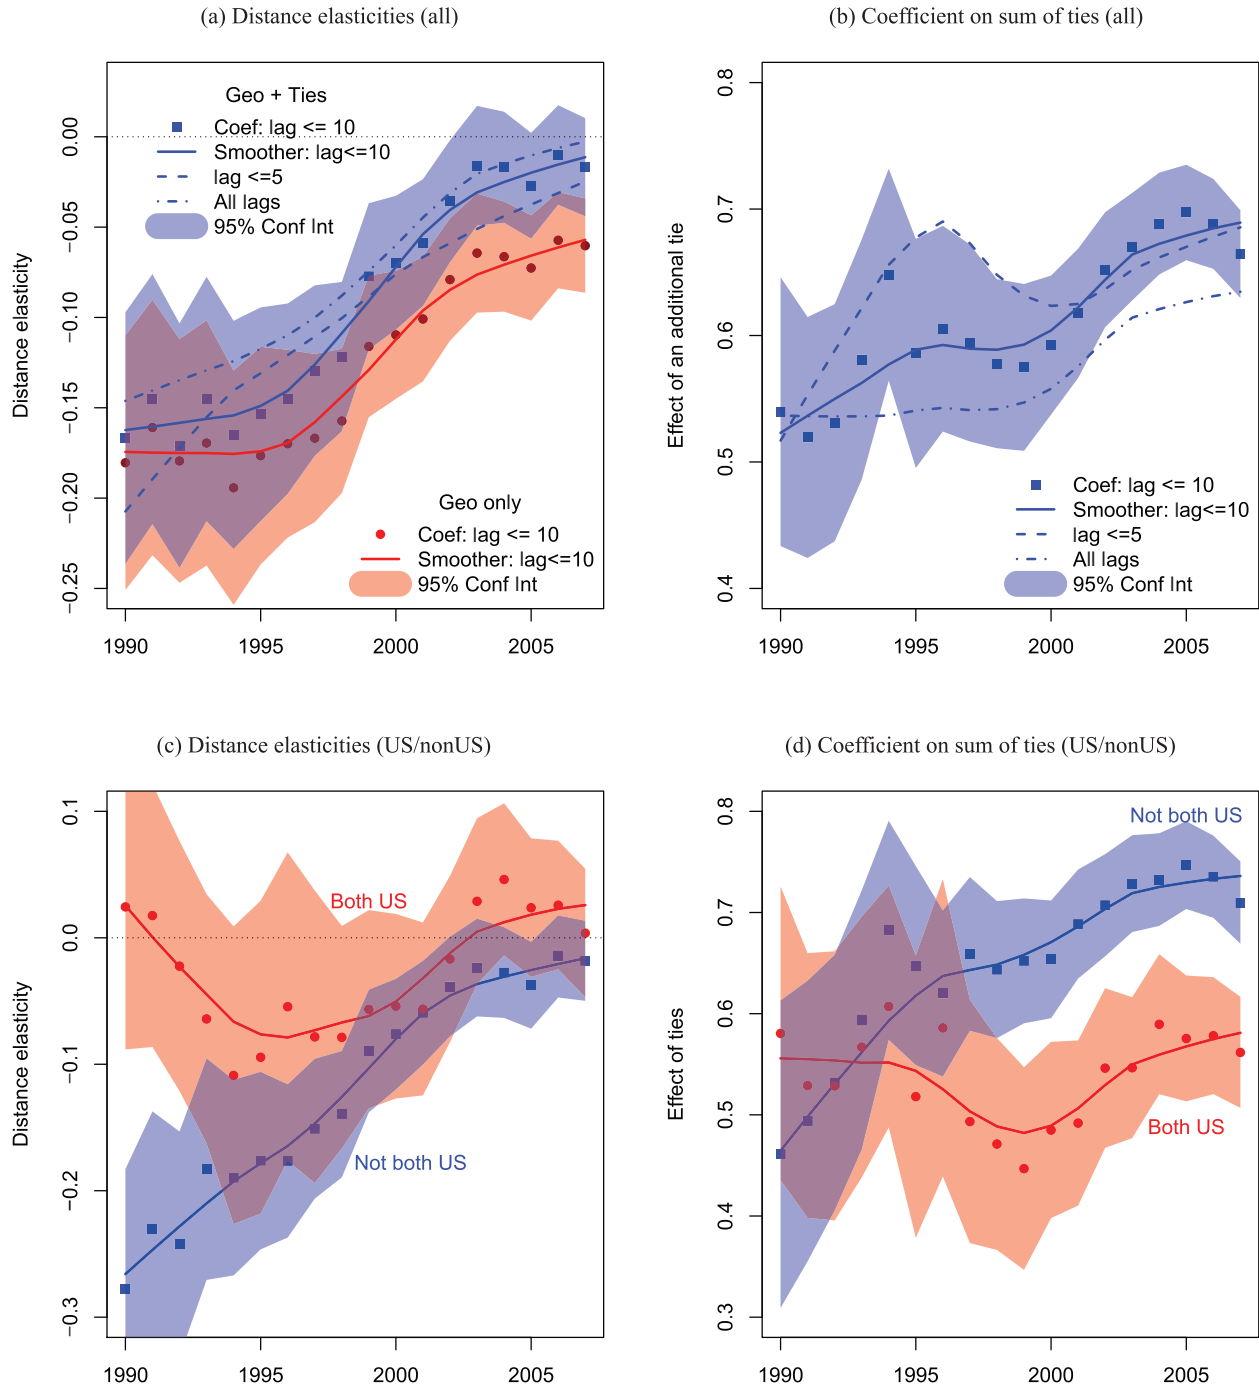 (a) Distance elasticities (all)
Geo + Ties
Coef: lag <= 10
Smoother: lag<=10
lag <=5
All lags
95% Conf Int
Geo only
Coef: lag <= 10
Smoother: lag<=10
95% Conf Int
Distance elasticity
0.00
−0.05
−0.10
−0.15
−0.20
−0.25
1990 1995 2000 2005
(b) Coefficient on sum of ties (all)
Coef: lag <= 10
Smoother: lag<=10
lag <=5
All lags
95% Conf Int
Effect of an additional tie
0.8
0.7
0.6
0.5
0.4
1990 1995 2000 2005
(c) Distance elasticities (US/nonUS)
Both US
Not both US
Distance elasticity
0.1
0.0
−0.1
−0.2
−0.3
1990 1995 2000 2005
(d) Coefficient on sum of ties (US/nonUS)
Not both US
Both US
Effect of ties
0.8
0.7
0.6
0.5
0.4
0.3
1990 1995 2000 2005